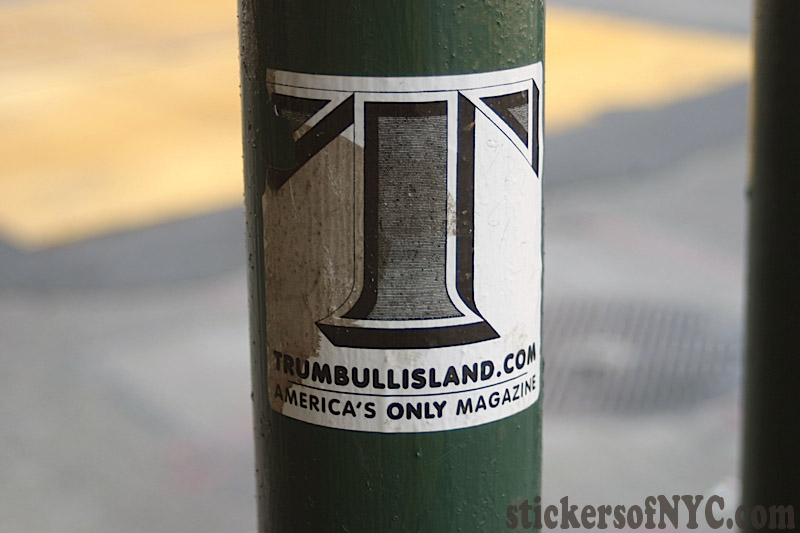 T
TRUMBULLISLAND.COM
AMERICA'S ONLY MAGAZINE
stickersofNYC.com